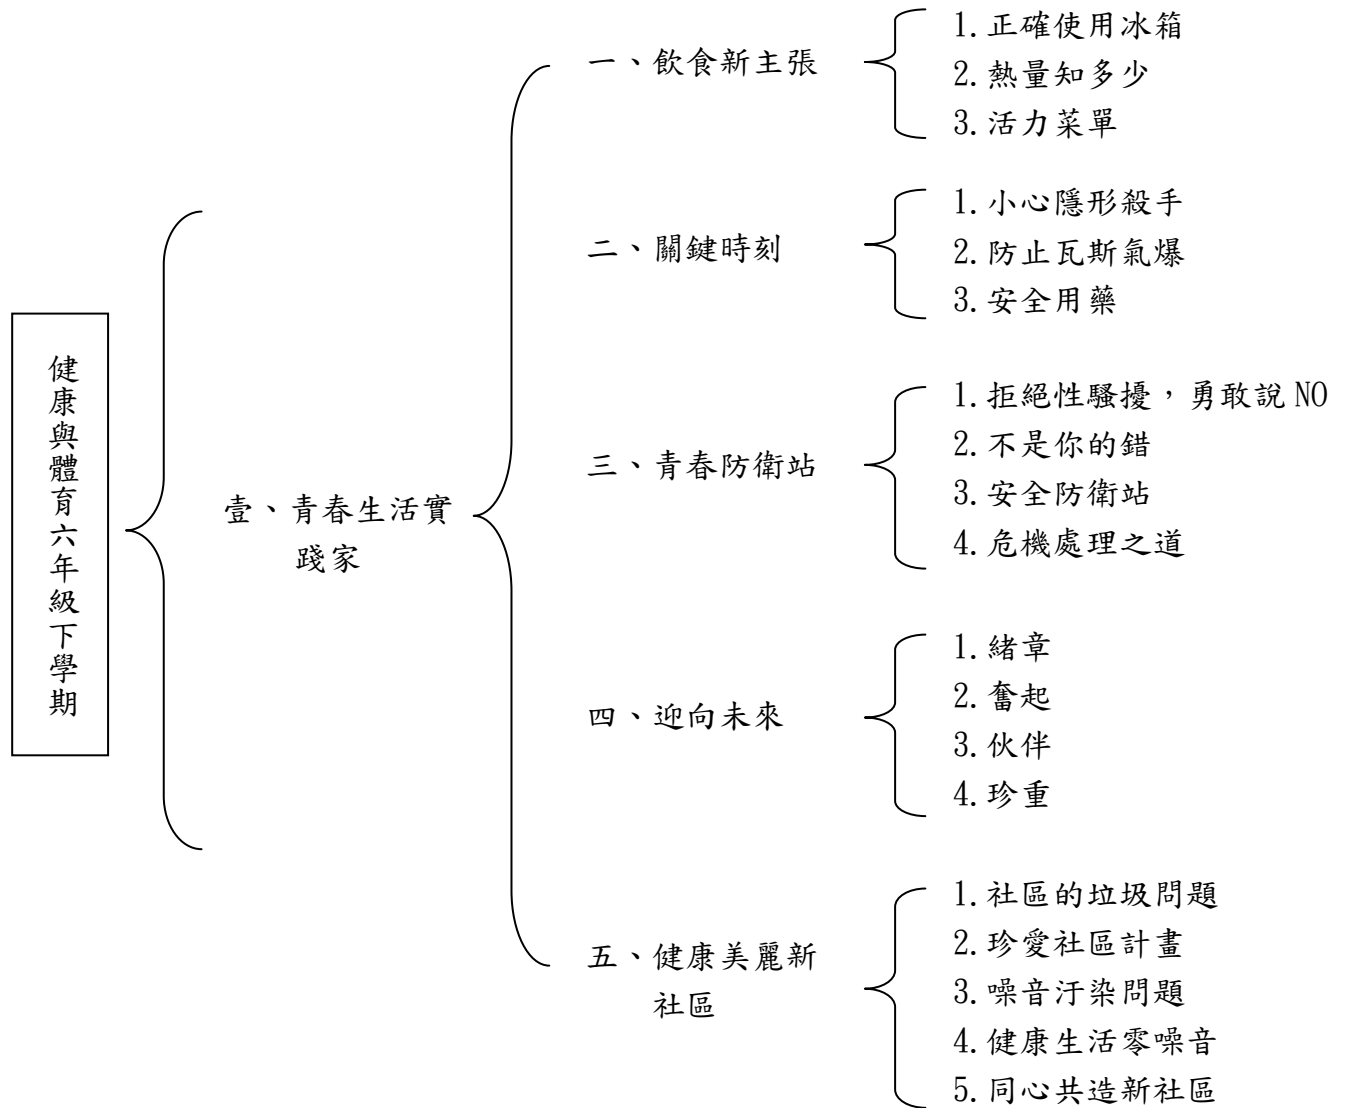 健康與體育六年級下學期
壹、青春生活實
踐家
一、飲食新主張
1.正確使用冰箱
2.熱量知多少
3.活力菜單
二、關鍵時刻
1.小心隱形殺手
2.防止瓦斯氣爆
3.安全用藥
三、青春防衛站
1.拒絕性騷擾，勇敢說 NO
2.不是你的錯
3.安全防衛站
4.危機處理之道
四、迎向未來
1.緒章
2.奮起
3.伙伴
4.珍重
五、健康美麗新
社區
1.社區的垃圾問題
2.珍愛社區計畫
3.噪音汙染問題
4.健康生活零噪音
5.同心共造新社區